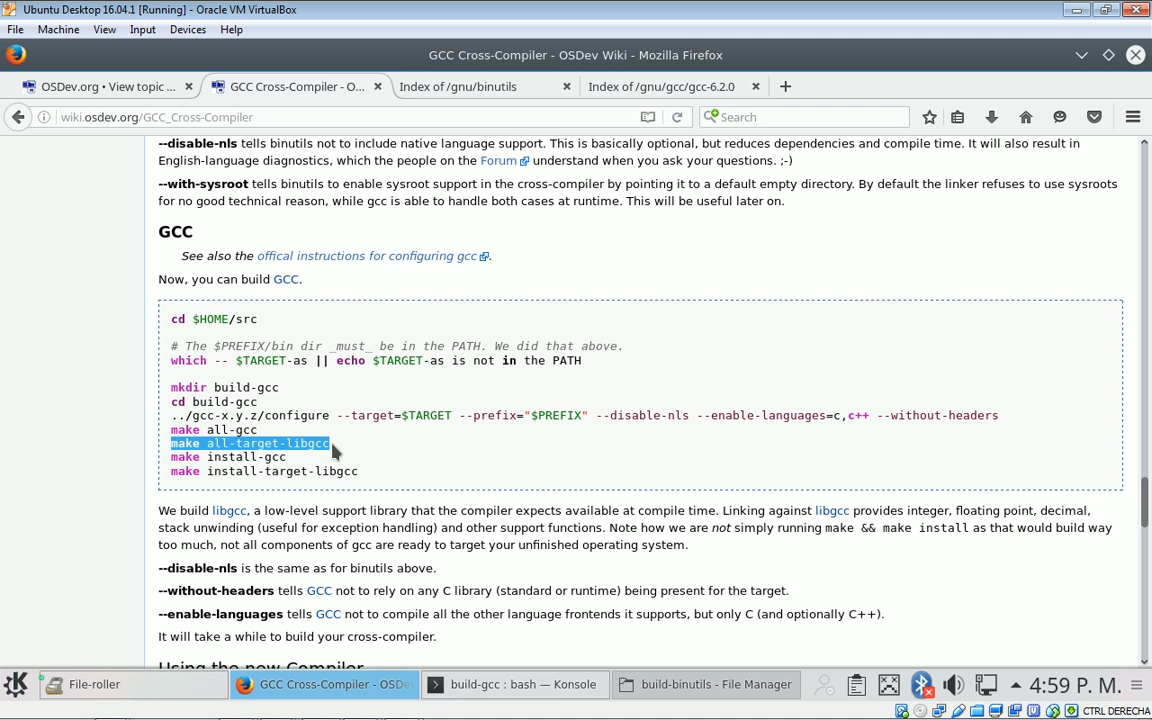 Ubuntu Desktop 16.04.1 [Running] - Oracle VM VirtualBox
File Machine View Input Devices Help
GCC Cross-Compiler - OSDev Wiki - Mozilla Firefox
OSDev.org • View topic ... GCC Cross-Compiler - O... Index of /gnu/binutils Index of /gnu/gcc/gcc-6.2.0
wiki.osdev.org/GCC_Cross-Compiler Search
--disable-nls tells binutils not to include native language support. This is basically optional, but reduces dependencies and compile time. It will also result in
English-language diagnostics, which the people on the Forum understand when you ask your questions. ;-)
--with-sysroot tells binutils to enable sysroot support in the cross-compiler by pointing it to a default empty directory. By default the linker refuses to use sysroots
for no good technical reason, while gcc is able to handle both cases at runtime. This will be useful later on.
GCC
See also the offical instructions for configuring gcc.
Now, you can build GCC.
cd $HOME/src
# The $PREFIX/bin dir _must_ be in the PATH. We did that above.
which -- $TARGET-as || echo $TARGET-as is not in the PATH
mkdir build-gcc
cd build-gcc
../gcc-x.y.z/configure --target=$TARGET --prefix="$PREFIX" --disable-nls --enable-languages=c,c++ --without-headers
make all-gcc
make all-target-libgcc
make install-gcc
make install-target-libgcc
We build libgcc, a low-level support library that the compiler expects available at compile time. Linking against libgcc provides integer, floating point, decimal,
stack unwinding (useful for exception handling) and other support functions. Note how we are not simply running make && make install as that would build way
too much, not all components of gcc are ready to target your unfinished operating system.
--disable-nls is the same as for binutils above.
--without-headers tells GCC not to rely on any C library (standard or runtime) being present for the target.
--enable-languages tells GCC not to compile all the other language frontends it supports, but only C (and optionally C++).
It will take a while to build your cross-compiler.
Using the new Compiler
File-roller GCC Cross-Compiler - OSDe build-gcc : bash — Konsole build-binutils - File Manager 4:59 P. M.
CTRL DERECHA